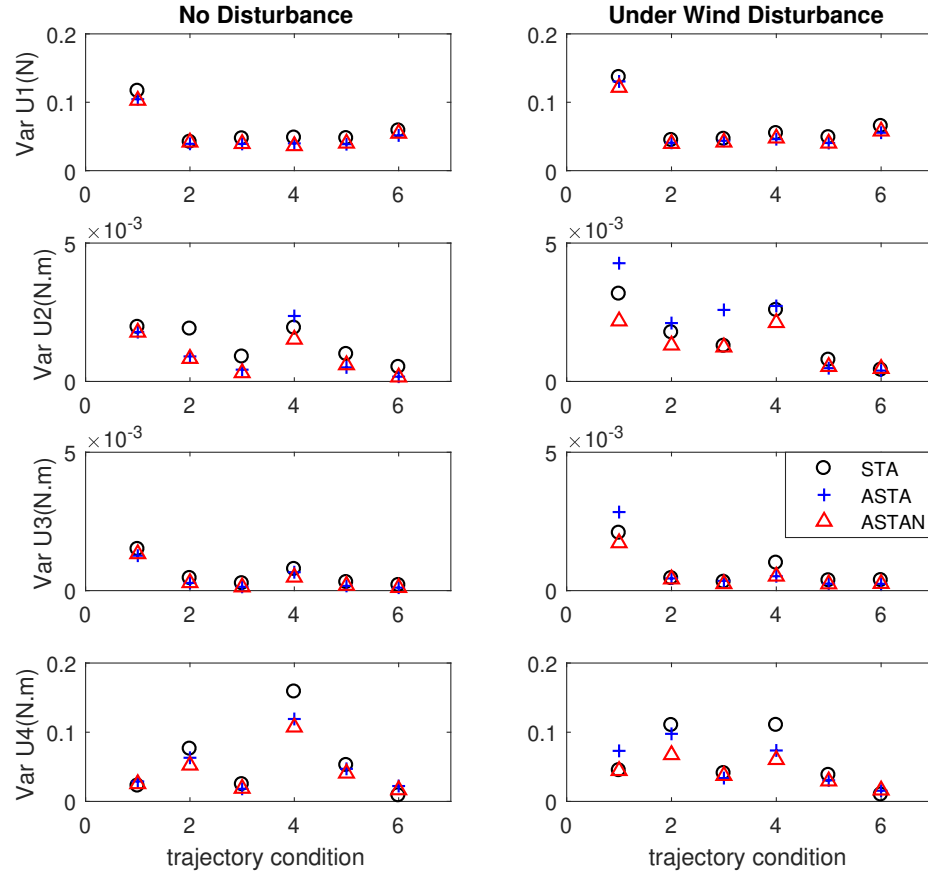 No Disturbance
Under Wind Disturbance
Var U1(N)
0.2
0.1
0
0 2 4 6
0.2
0.1
0
0 2 4 6
Var U2(N.m)
×10-3
5
0
0 2 4 6
×10-3
5
0
0 2 4 6
Var U3(N.m)
×10-3
5
0
0 2 4 6
×10-3
5
0
0 2 4 6
STA
ASTA
ASTAN
Var U4(N.m)
0.2
0.1
0
0 2 4 6
trajectory condition
0.2
0.1
0
0 2 4 6
trajectory condition